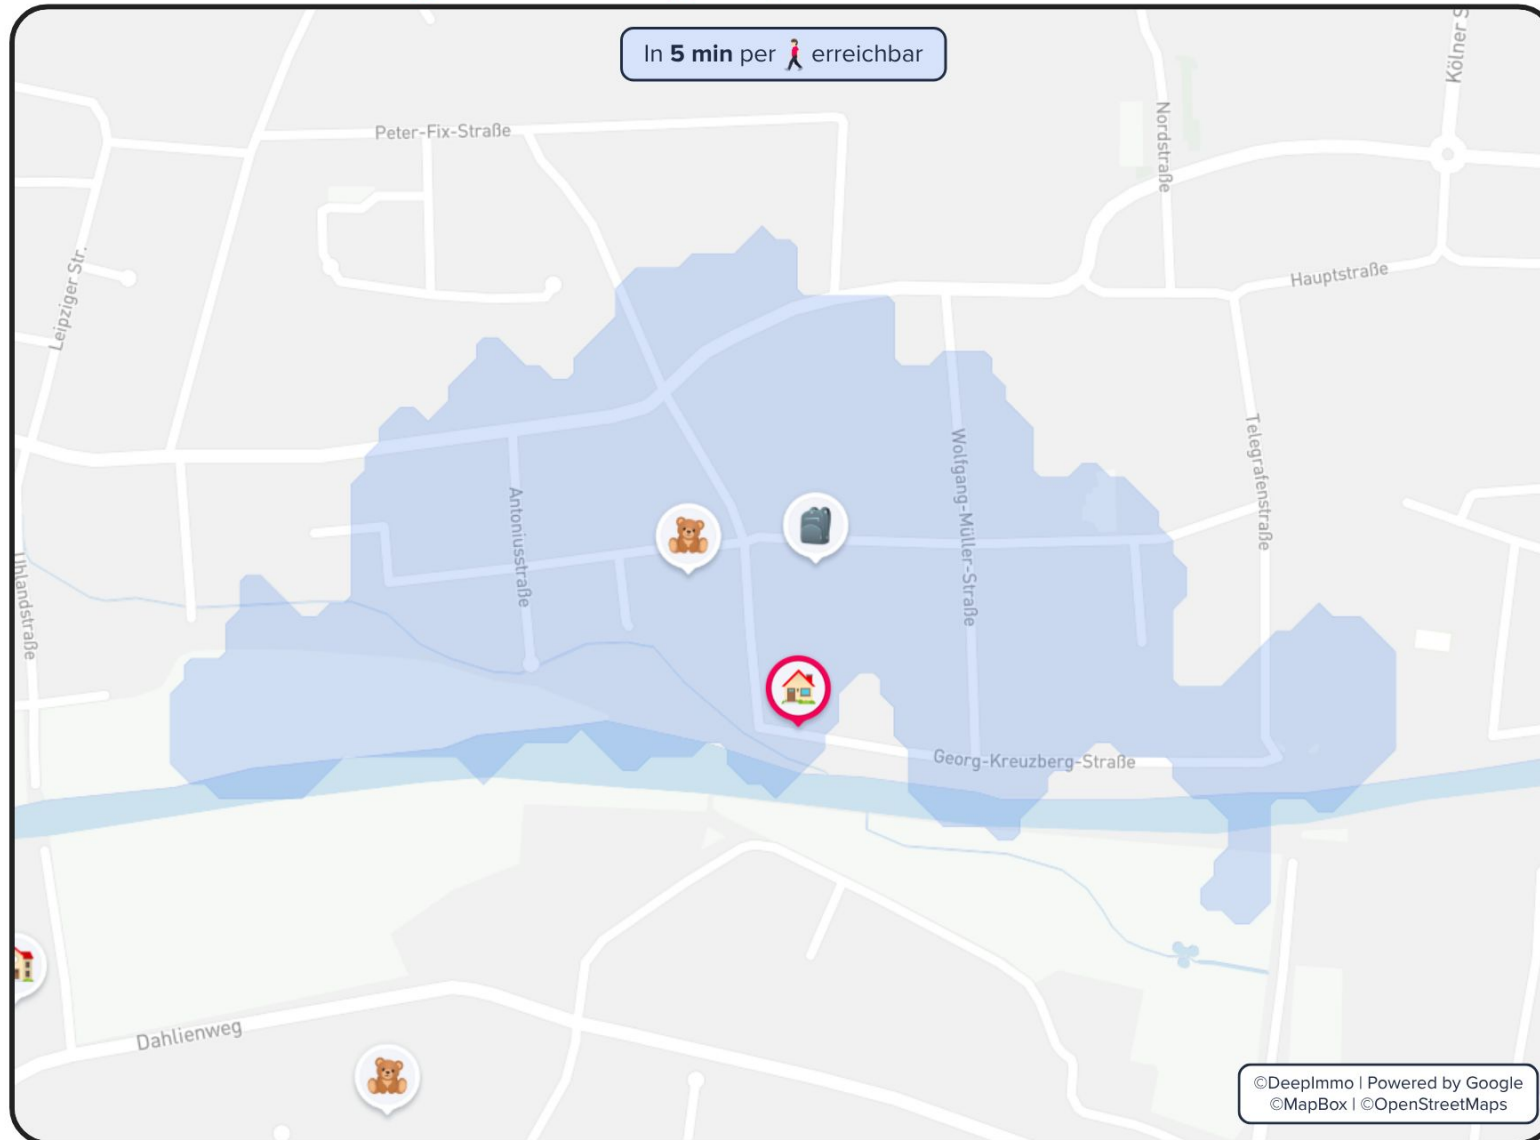 In 5 min per erreichbar
Kölner S
Peter-Fix-Straße
Nordstraße
Leipziger Str.
Hauptstraße
Antoniusstraße
Wolfgang-Müller-Straße
Telegrafenstraße
Uhlandstraße
Georg-Kreuzberg-Straße
Dahlienweg
©DeepImmo | Powered by Google
©MapBox | ©OpenStreetMaps